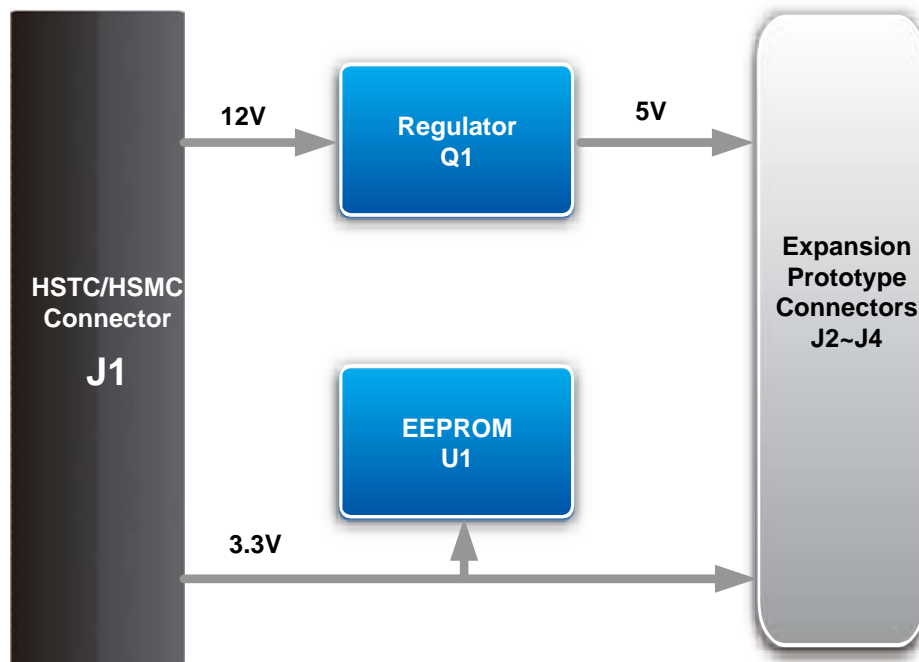 12V
Regulator
Q1
5V
HSTC/HSMC
Connector
J1
Expansion
Prototype
Connectors
J2~J4
EEPROM
U1
3.3V